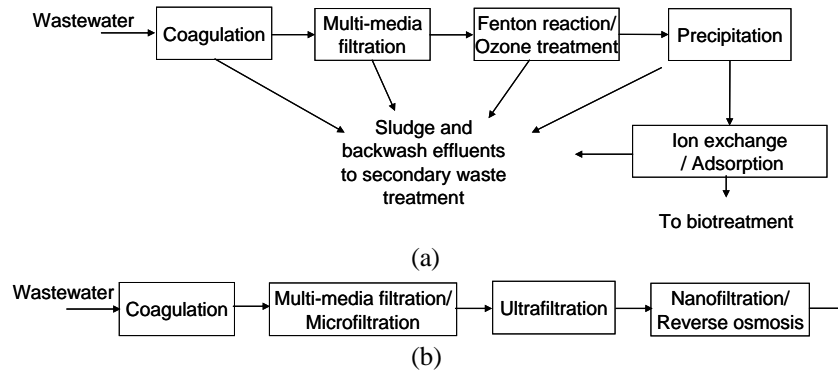 Wastewater
Coagulation
Multi-media
filtration
Fenton reaction/
Ozone treatment
Precipitation
Sludge and
backwash effluents
to secondary waste
treatment
Ion exchange
/ Adsorption
To biotreatment
(a)
Wastewater
Coagulation
Multi-media filtration/
Microfiltration
Ultrafiltration
Nanofiltration/
Reverse osmosis
(b)